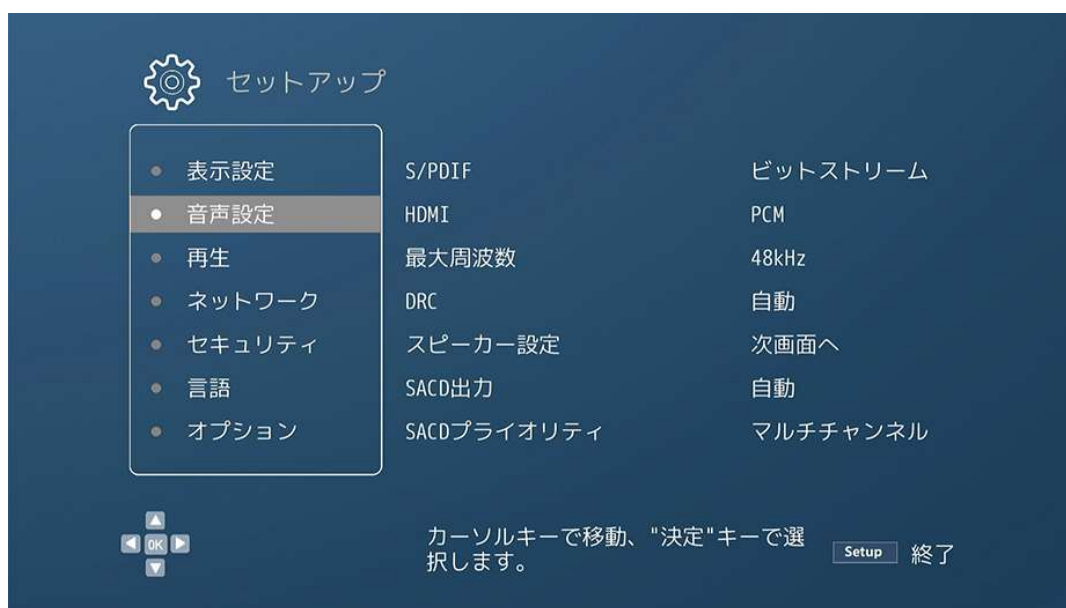 セットアップ
表示設定
音声設定
再生
ネットワーク
セキュリティ
言語
オプション
S/PDIF ビットストリーム
HDMI PCM
最大周波数 48kHz
DRC 自動
スピーカー設定 次画面へ
SACD出力 自動
SACDプライオリティ マルチチャンネル
OK
カーソルキーで移動、"決定"キーで選
択します。
Setup 終了